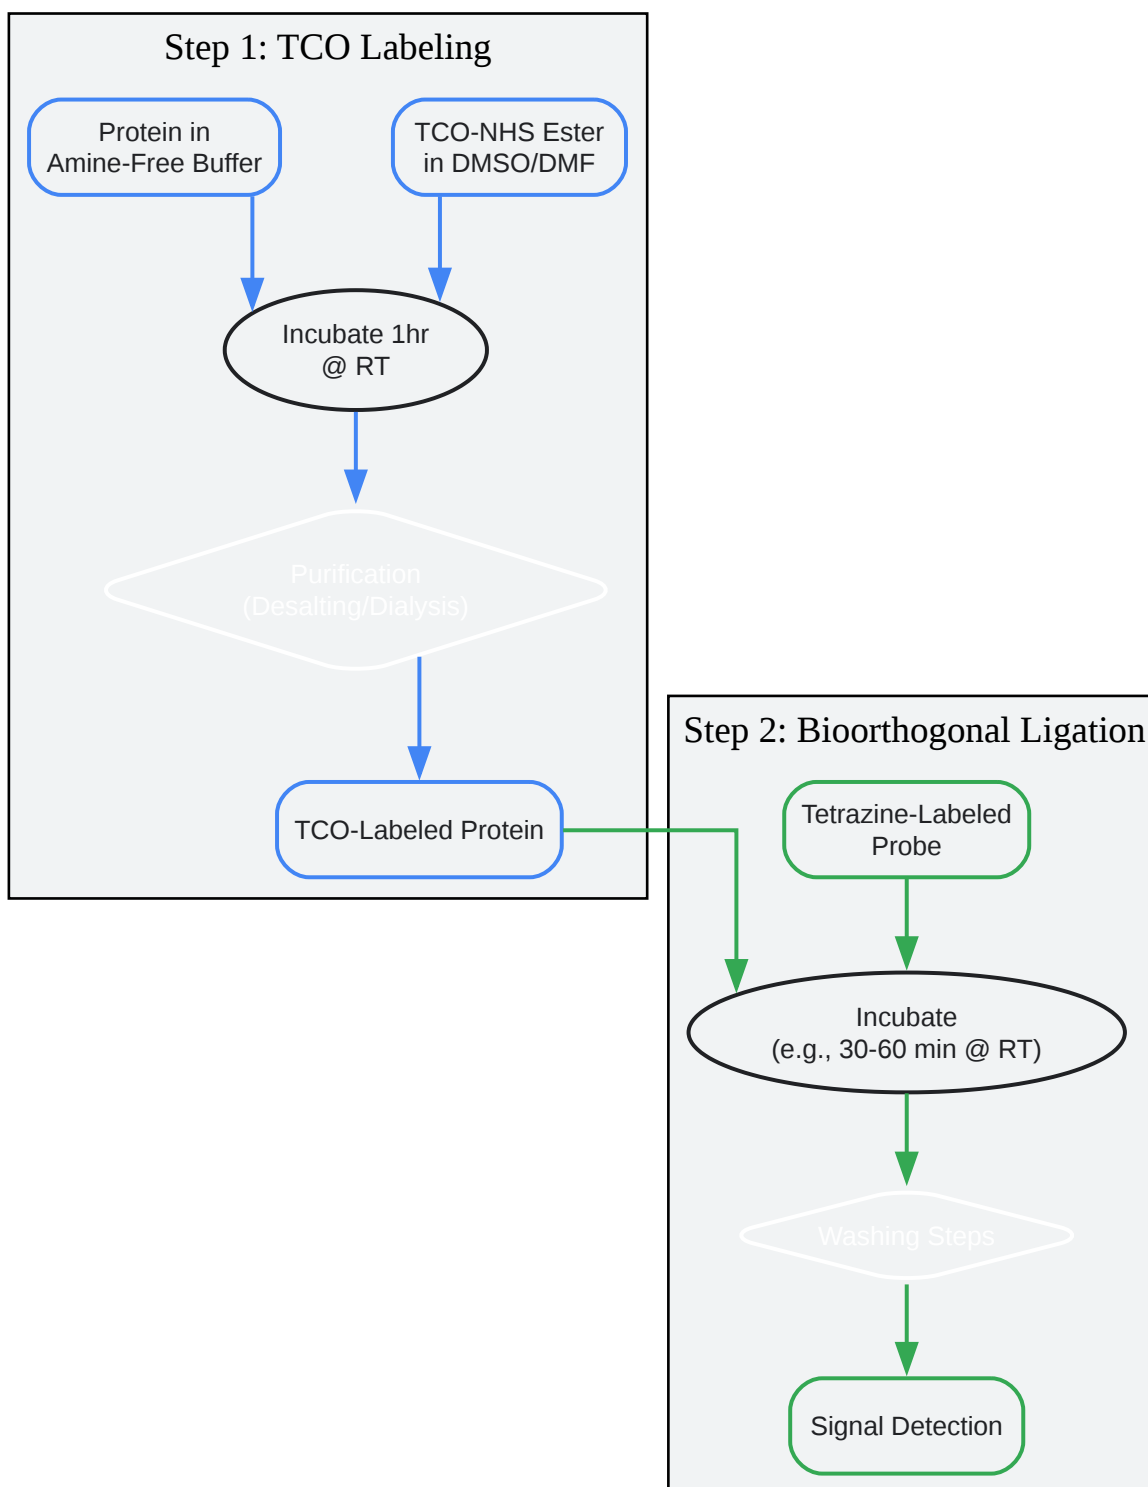 Step 1: TCO Labeling
Protein in
Amine-Free Buffer
TCO-NHS Ester
in DMSO/DMF
Incubate 1hr
@ RT
Purification
(Desalting/Dialysis)
TCO-Labeled Protein
Step 2: Bioorthogonal Ligation
Tetrazine-Labeled
Probe
Incubate
(e.g., 30-60 min @ RT)
Washing Steps
Signal Detection